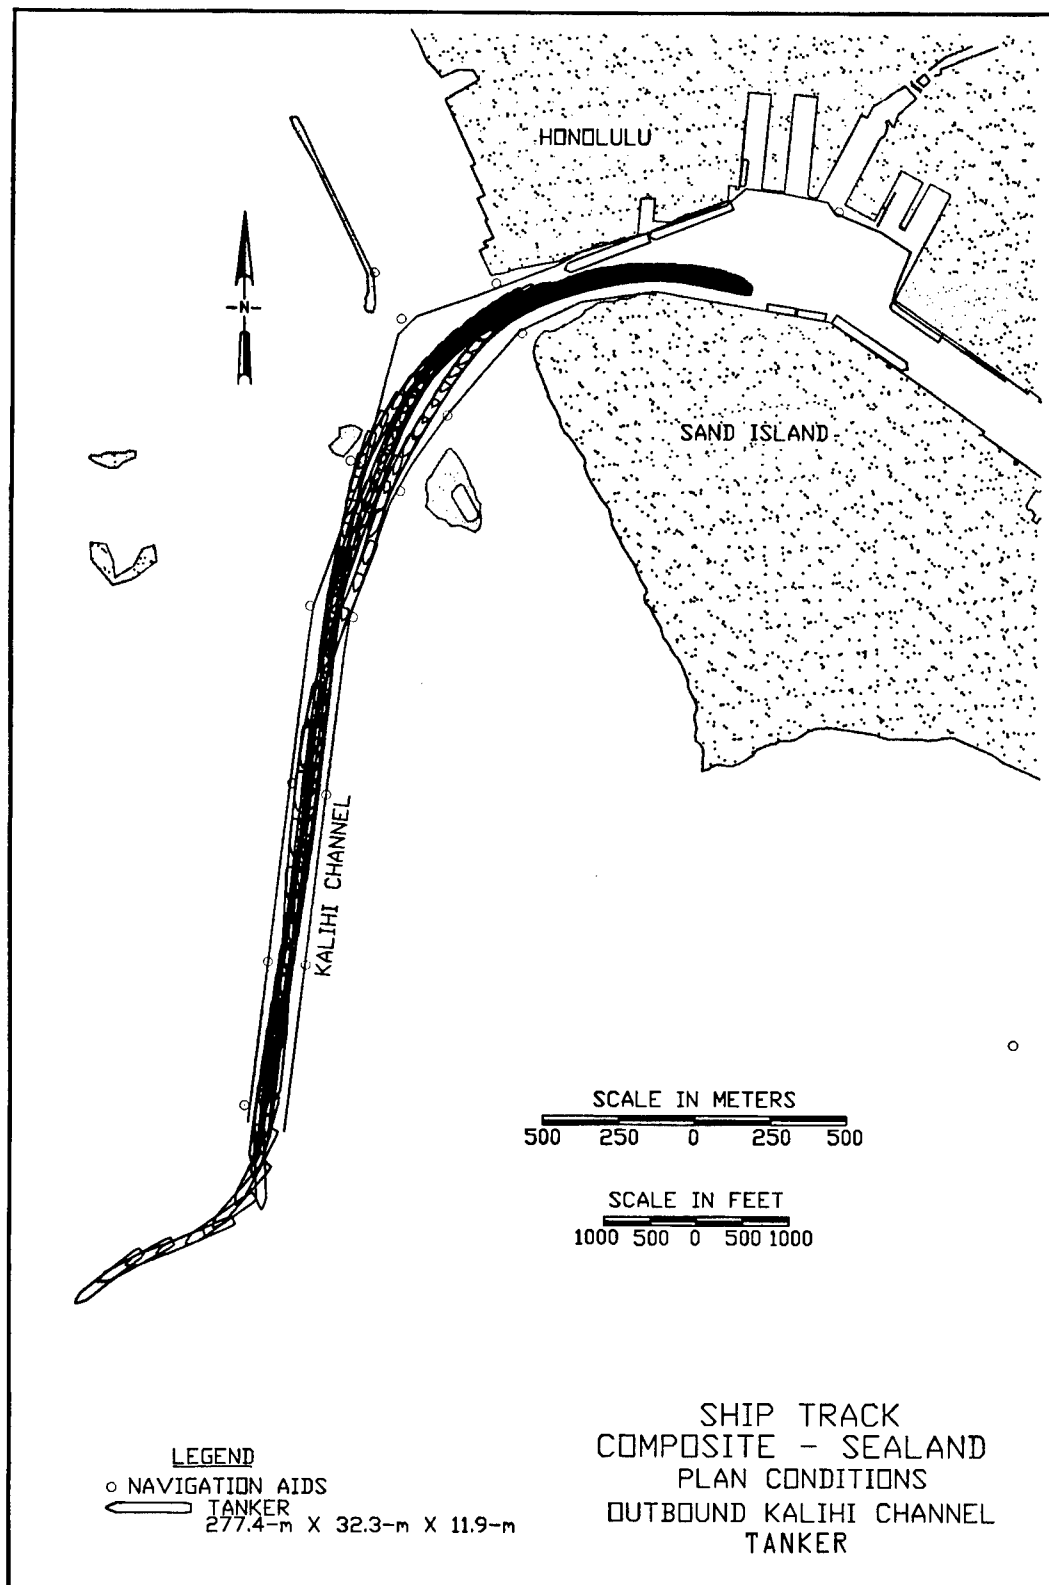 HONOLULU
-N-
SAND ISLAND
KALIHI CHANNEL
SCALE IN METERS
500 250 0 250 500
SCALE IN FEET
1000 500 0 500 1000
SHIP TRACK
COMPOSITE - SEALAND
PLAN CONDITIONS
OUTBOUND KALIHI CHANNEL
TANKER
LEGEND
NAVIGATION AIDS
TANKER
277.4-m X 32.3-m X 11.9-m